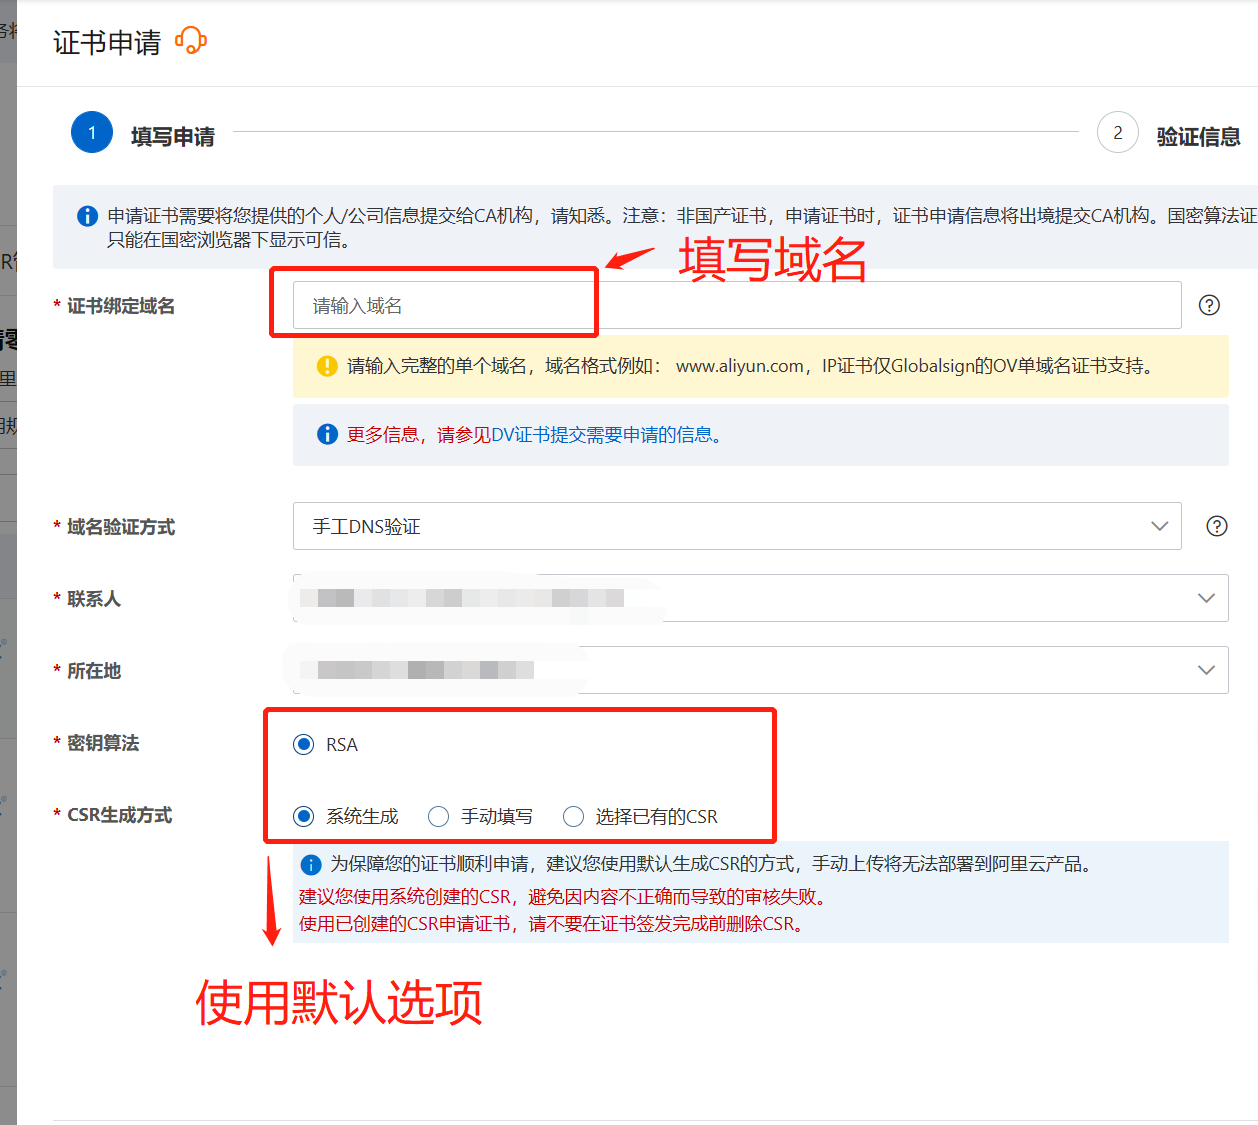 证书申请
1 填写申请
2 验证信息
申请证书需要将您提供的个人/公司信息提交给CA机构，请知悉。注意：非国产证书，申请证书时，证书申请信息将出境提交CA机构。国密算法证
只能在国密浏览器下显示可信。
填写域名
* 证书绑定域名
请输入域名
请输入完整的单个域名，域名格式例如： www.aliyun.com，IP证书仅Globalsign的OV单域名证书支持。
更多信息，请参见DV证书提交需要申请的信息。
* 域名验证方式
手工DNS验证
* 联系人
* 所在地
* 密钥算法
RSA
* CSR生成方式
系统生成 手动填写 选择已有的CSR
为保障您的证书顺利申请，建议您使用默认生成CSR的方式，手动上传将无法部署到阿里云产品。
建议您使用系统创建的CSR，避免因内容不正确而导致的审核失败。
使用已创建的CSR申请证书，请不要在证书签发完成前删除CSR。
使用默认选项